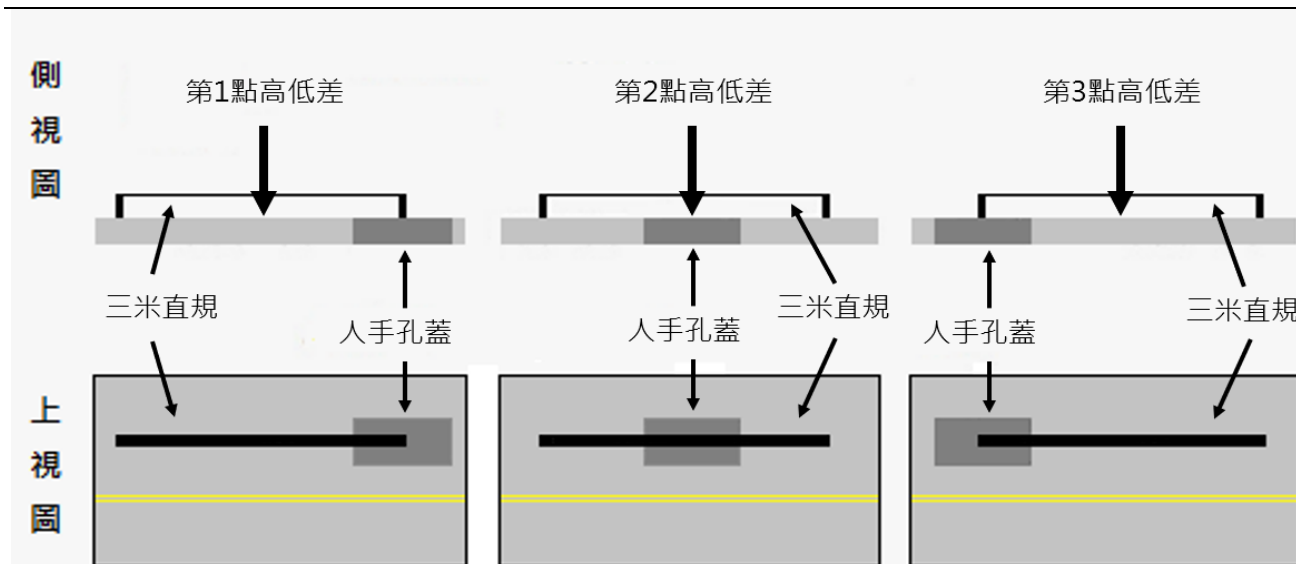 側視圖
第1點高低差
第2點高低差
第3點高低差
三米直規
人手孔蓋
人手孔蓋
三米直規
人手孔蓋
三米直規
上視圖